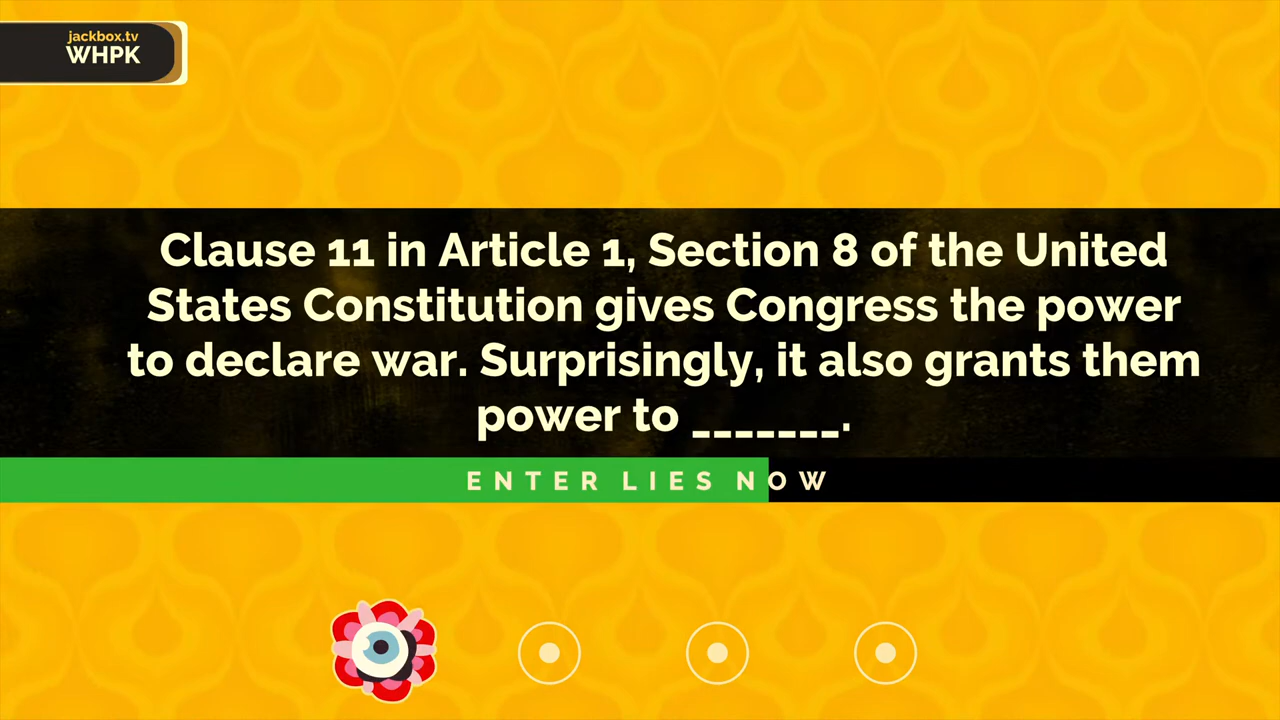 jackbox.tv
WHPK
Clause 11 in Article 1, Section 8 of the United
States Constitution gives Congress the power
to declare war. Surprisingly, it also grants them
power to _______.
ENTER LIES NOW